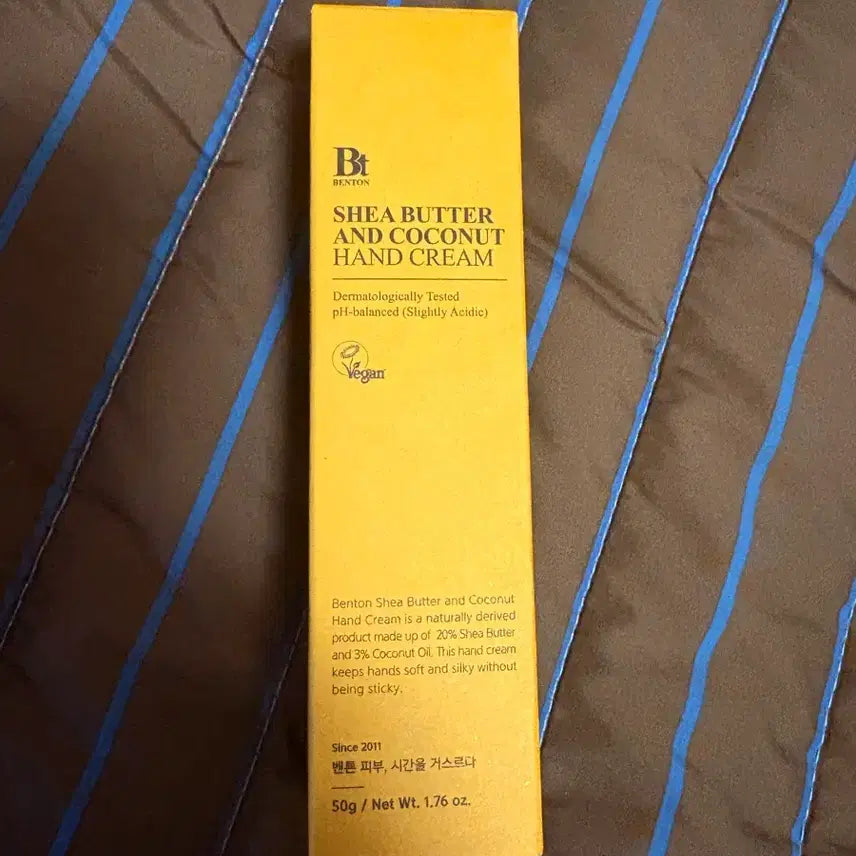 Bt
BENTON
SHEA BUTTER
AND COCONUT
HAND CREAM
Dermatologically Tested
pH-balanced (Slightly Acidic)
Vegan
Benton Shea Butter and Coconut
Hand Cream is a naturally derived
product made up of 20% Shea Butter
and 3% Coconut Oil. This hand cream
keeps hands soft and silky without
being sticky.
Since 2011
벤튼 피부, 시간을 거스르다
50g / Net Wt. 1.76 oz.